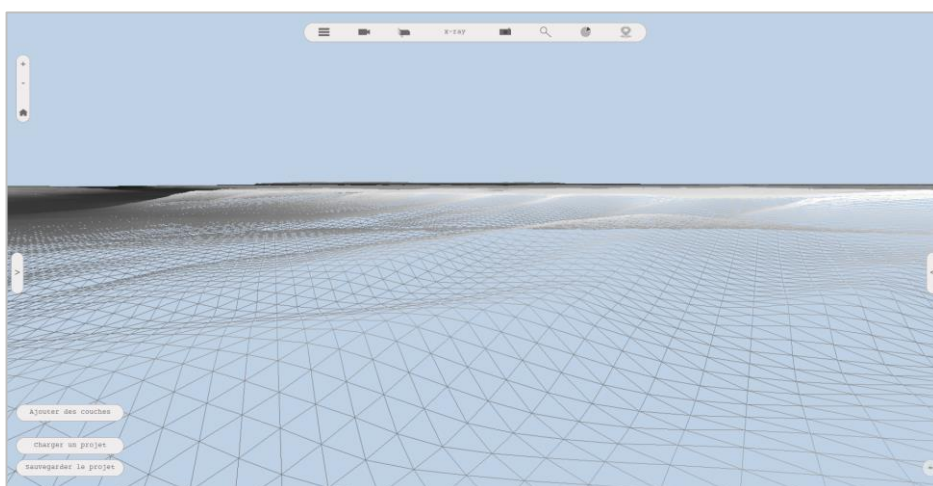 x-ray
+
-
>
Ajouter des couches
Charger un projet
Sauvegarder le projet